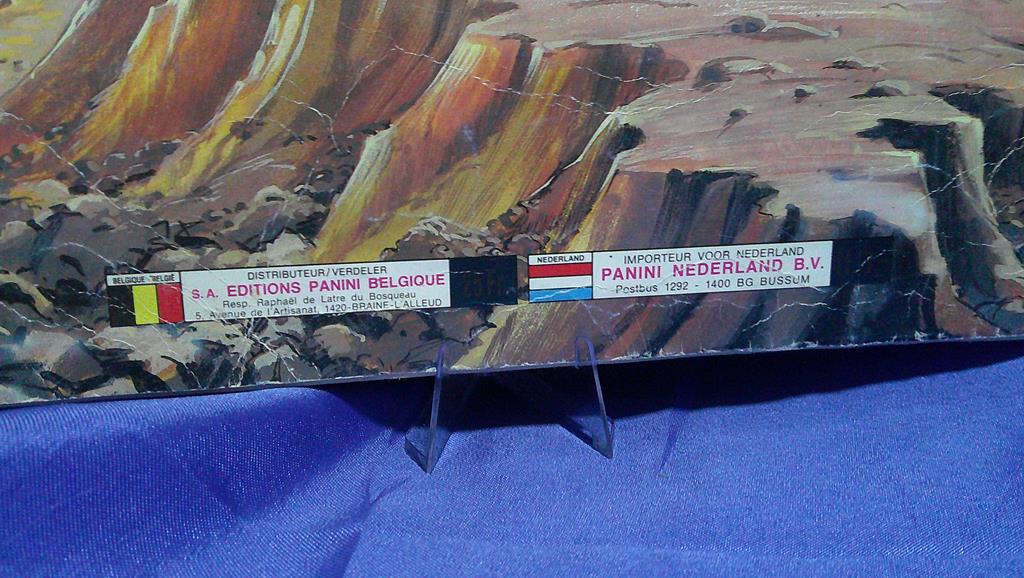 BELGIQUE - BELGIË
DISTRIBUTEUR/VERDELER
S.A. EDITIONS PANINI BELGIQUE
Resp. Raphaël de Latre du Bosqueau
5, Avenue de l'Artisanat, 1420-BRAINE-L'ALLEUD
NEDERLAND
IMPORTEUR VOOR NEDERLAND
PANINI NEDERLAND B.V.
Postbus 1292 - 1400 BG BUSSUM